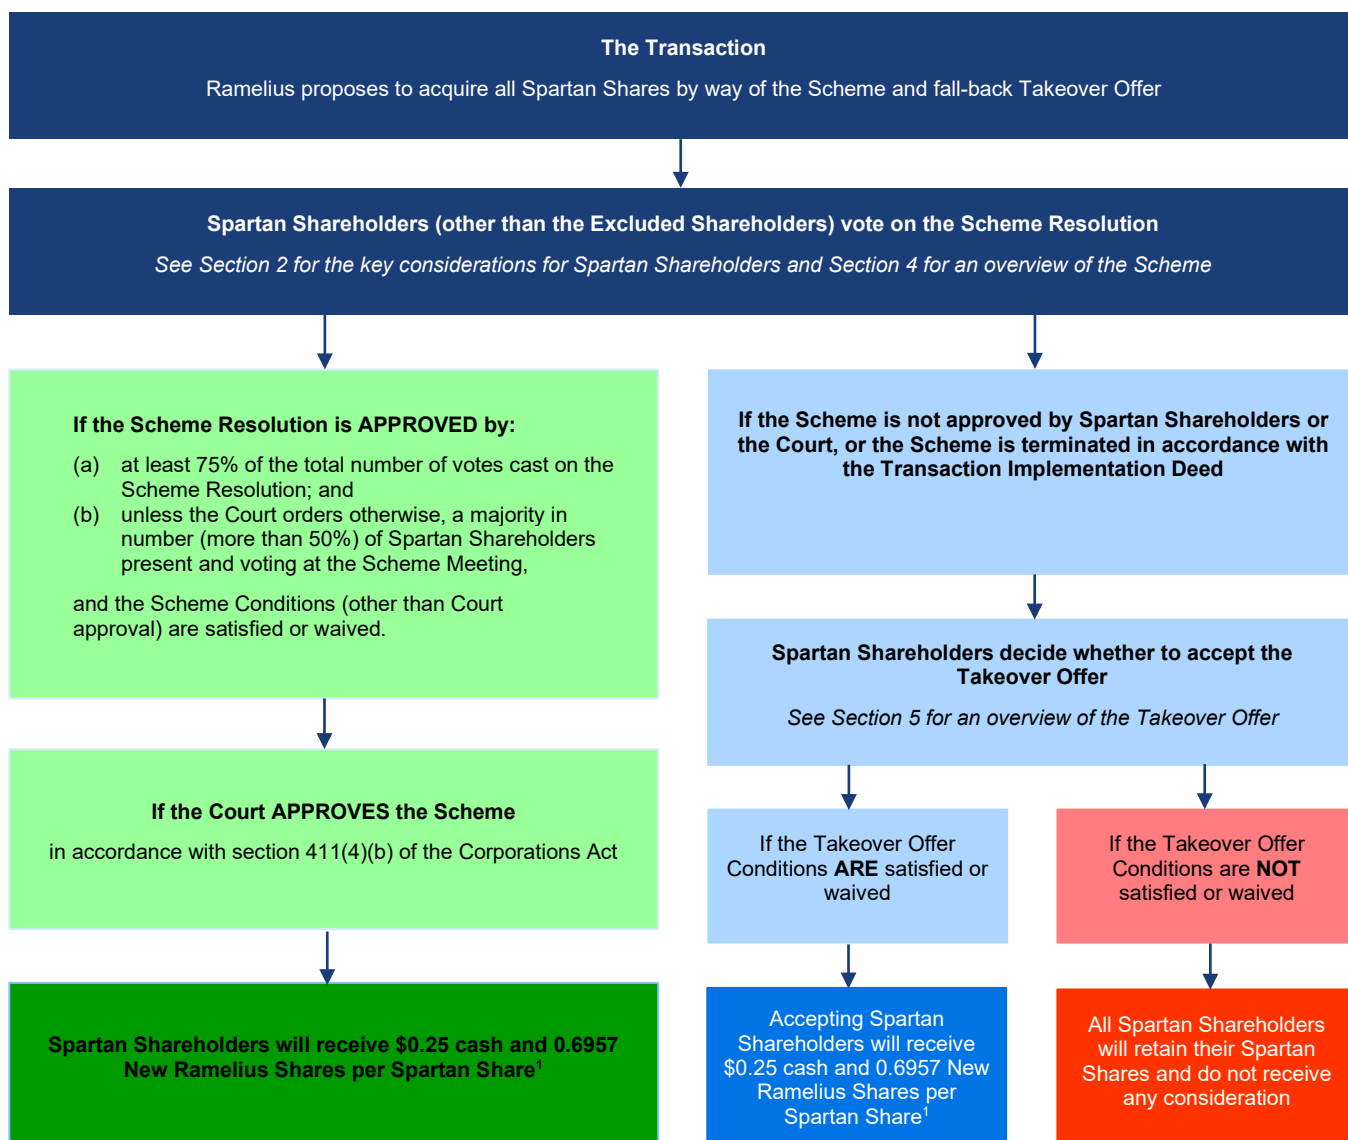 The Transaction
Ramelius proposes to acquire all Spartan Shares by way of the Scheme and fall-back Takeover Offer
Spartan Shareholders (other than the Excluded Shareholders) vote on the Scheme Resolution
See Section 2 for the key considerations for Spartan Shareholders and Section 4 for an overview of the Scheme
If the Scheme Resolution is APPROVED by:
(a) at least 75% of the total number of votes cast on the
Scheme Resolution; and
(b) unless the Court orders otherwise, a majority in
number (more than 50%) of Spartan Shareholders
present and voting at the Scheme Meeting,
and the Scheme Conditions (other than Court
approval) are satisfied or waived.
If the Court APPROVES the Scheme
in accordance with section 411(4)(b) of the Corporations Act
Spartan Shareholders will receive $0.25 cash and 0.6957
New Ramelius Shares per Spartan Share¹
If the Scheme is not approved by Spartan Shareholders or
the Court, or the Scheme is terminated in accordance with
the Transaction Implementation Deed
Spartan Shareholders decide whether to accept the
Takeover Offer
See Section 5 for an overview of the Takeover Offer
If the Takeover Offer
Conditions ARE satisfied or
waived
Accepting Spartan
Shareholders will receive
$0.25 cash and 0.6957 New
Ramelius Shares per
Spartan Share¹
If the Takeover Offer
Conditions are NOT
satisfied or waived
All Spartan Shareholders
will retain their Spartan
Shares and do not receive
any consideration